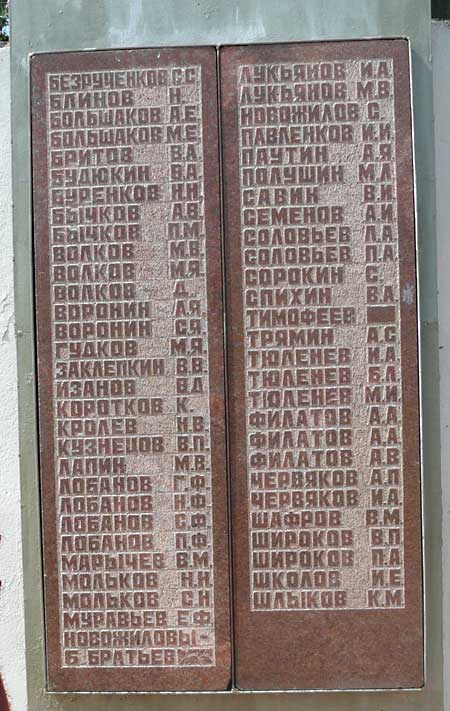 БЕЗРУЧЕНКОВ С.С.
БЛИНОВ Н.
БОЛЬШАКОВ А.Е.
БОЛЬШАКОВ М.Е.
БРИТОВ В.А.
БУДЮКИН В.А.
БУРЕНКОВ Н.Н.
БЫЧКОВ А.В.
БЫЧКОВ П.М.
ВОЛКОВ М.В.
ВОЛКОВ М.Я.
ВОЛКОВ Д.
ВОРОНИН Л.Я.
ВОРОНИН С.Я.
ГУДКОВ М.Я.
ЗАКЛЕПКИН В.В.
ИЗАНОВ В.Д.
КОРОТКОВ К.
КРОЛЕВ Н.В.
КУЗНЕЦОВ В.П.
ЛАПИН М.В.
ЛОБАНОВ Г.Ф.
ЛОБАНОВ Н.Ф.
ЛОБАНОВ С.Ф.
ЛОБАНОВ П.Ф.
МАРЫЧЕВ В.М.
МОЛЬКОВ Н.Н.
МОЛЬКОВ С.Н.
МУРАВЬЕВ Е.Ф.
НОВОЖИЛОВЫ-
Б. БРАТЬЕВ
ЛУКЬЯНОВ И.А.
ЛУКЬЯНОВ М.В.
НОВОЖИЛОВ С.
ПАВЛЕНКОВ И.И.
ПАУТИН А.Я.
ПОЛУШИН М.Л.
САВИН В.И.
СЕМЕНОВ А.И.
СОЛОВЬЕВ Л.А.
СОЛОВЬЕВ П.А.
СОРОКИН С.
СПИХИН В.А.
ТИМОФЕЕВ
ТРЯМИН А.С.
ТЮЛЕНЕВ И.А.
ТЮЛЕНЕВ Б.Л.
ТЮЛЕНЕВ М.И.
ФИЛАТОВ А.А.
ФИЛАТОВ А.А.
ФИЛАТОВ А.В.
ЧЕРВЯКОВ А.П.
ЧЕРВЯКОВ И.А.
ШАФРОВ В.М.
ШИРОКОВ В.П.
ШИРОКОВ П.А.
ШКОЛОВ И.Е.
ШЛЫКОВ К.М.